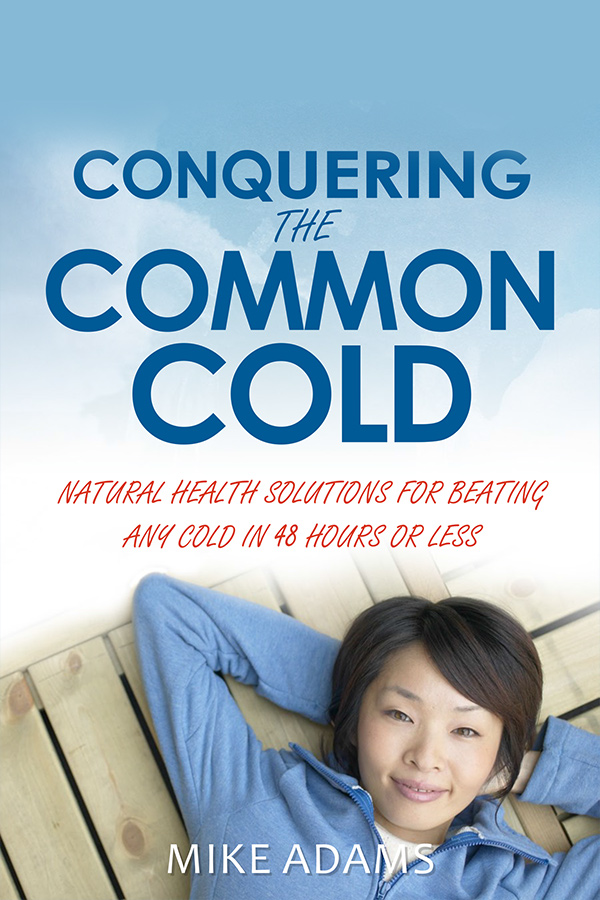 CONQUERING
THE
COMMON
COLD
NATURAL HEALTH SOLUTIONS FOR BEATING
ANY COLD IN 48 HOURS OR LESS
MIKE ADAMS